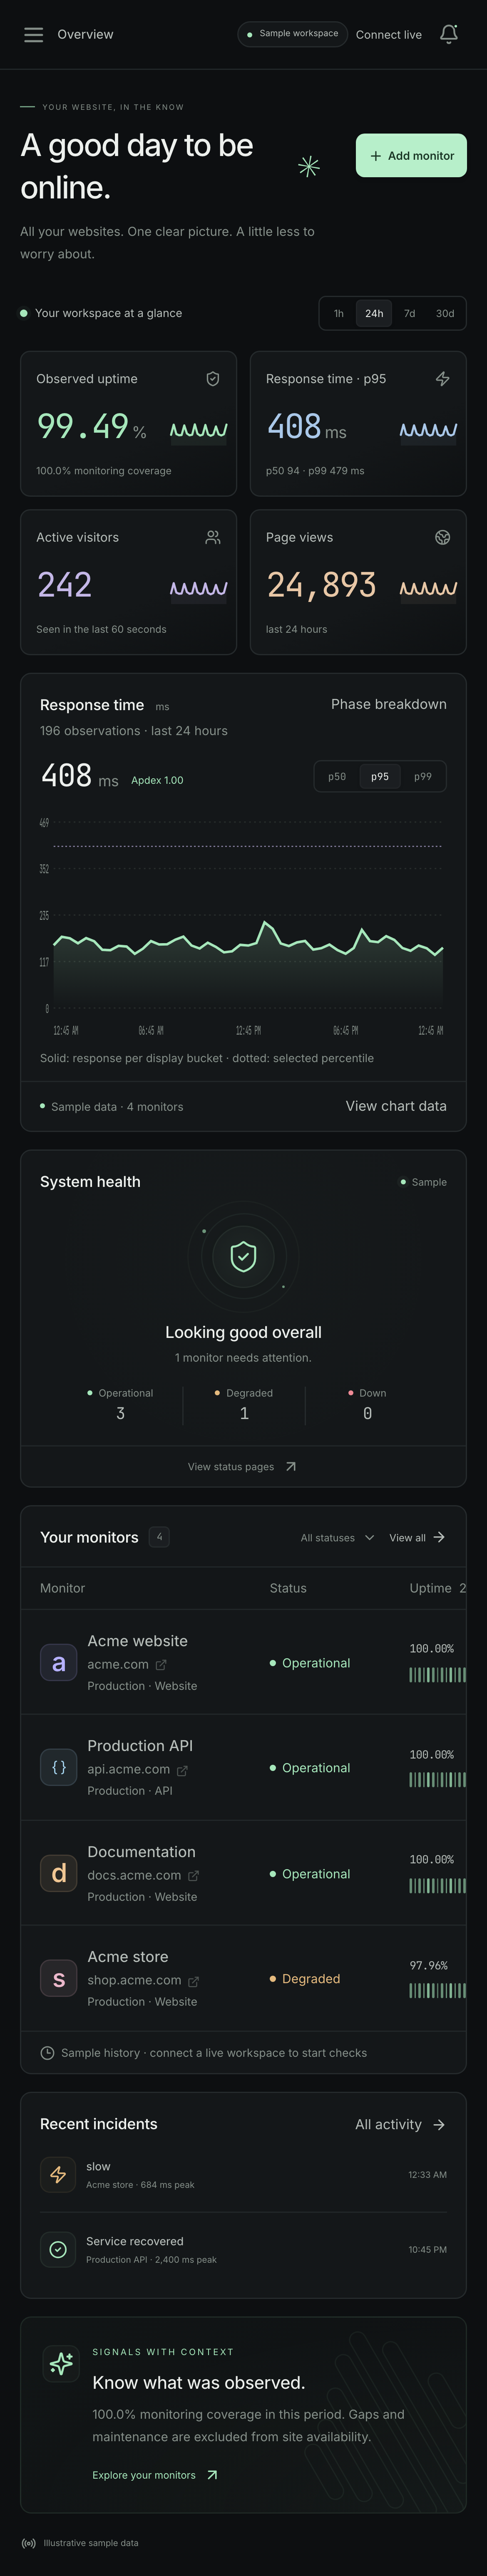 Overview
Sample workspace
Connect live
YOUR WEBSITE, IN THE KNOW
A good day to be
online.
Add monitor
All your websites. One clear picture. A little less to
worry about.
Your workspace at a glance
1h 24h 7d 30d
Observed uptime
99.49 %
100.0% monitoring coverage
Response time · p95
408 ms
p50 94 · p99 479 ms
Active visitors
242
Seen in the last 60 seconds
Page views
24,893
last 24 hours
Response time ms
Phase breakdown
196 observations · last 24 hours
408 ms Apdex 1.00
p50 p95 p99
469
352
235
117
0
12:45 AM 06:45 AM 12:45 PM 06:45 PM 12:45 AM
Solid: response per display bucket · dotted: selected percentile
Sample data · 4 monitors
View chart data
System health
Sample
Looking good overall
1 monitor needs attention.
Operational Degraded Down
3 1 0
View status pages
Your monitors 4
All statuses View all
Monitor Status Uptime 2
Acme website
acme.com
Production · Website
Operational
100.00%
a
Production API
api.acme.com
Production · API
Operational
100.00%
{}
Documentation
docs.acme.com
Production · Website
Operational
100.00%
d
Acme store
shop.acme.com
Production · Website
Degraded
97.96%
s
Sample history · connect a live workspace to start checks
Recent incidents
All activity
slow
Acme store · 684 ms peak
12:33 AM
Service recovered
Production API · 2,400 ms peak
10:45 PM
SIGNALS WITH CONTEXT
Know what was observed.
100.0% monitoring coverage in this period. Gaps and
maintenance are excluded from site availability.
Explore your monitors
Illustrative sample data